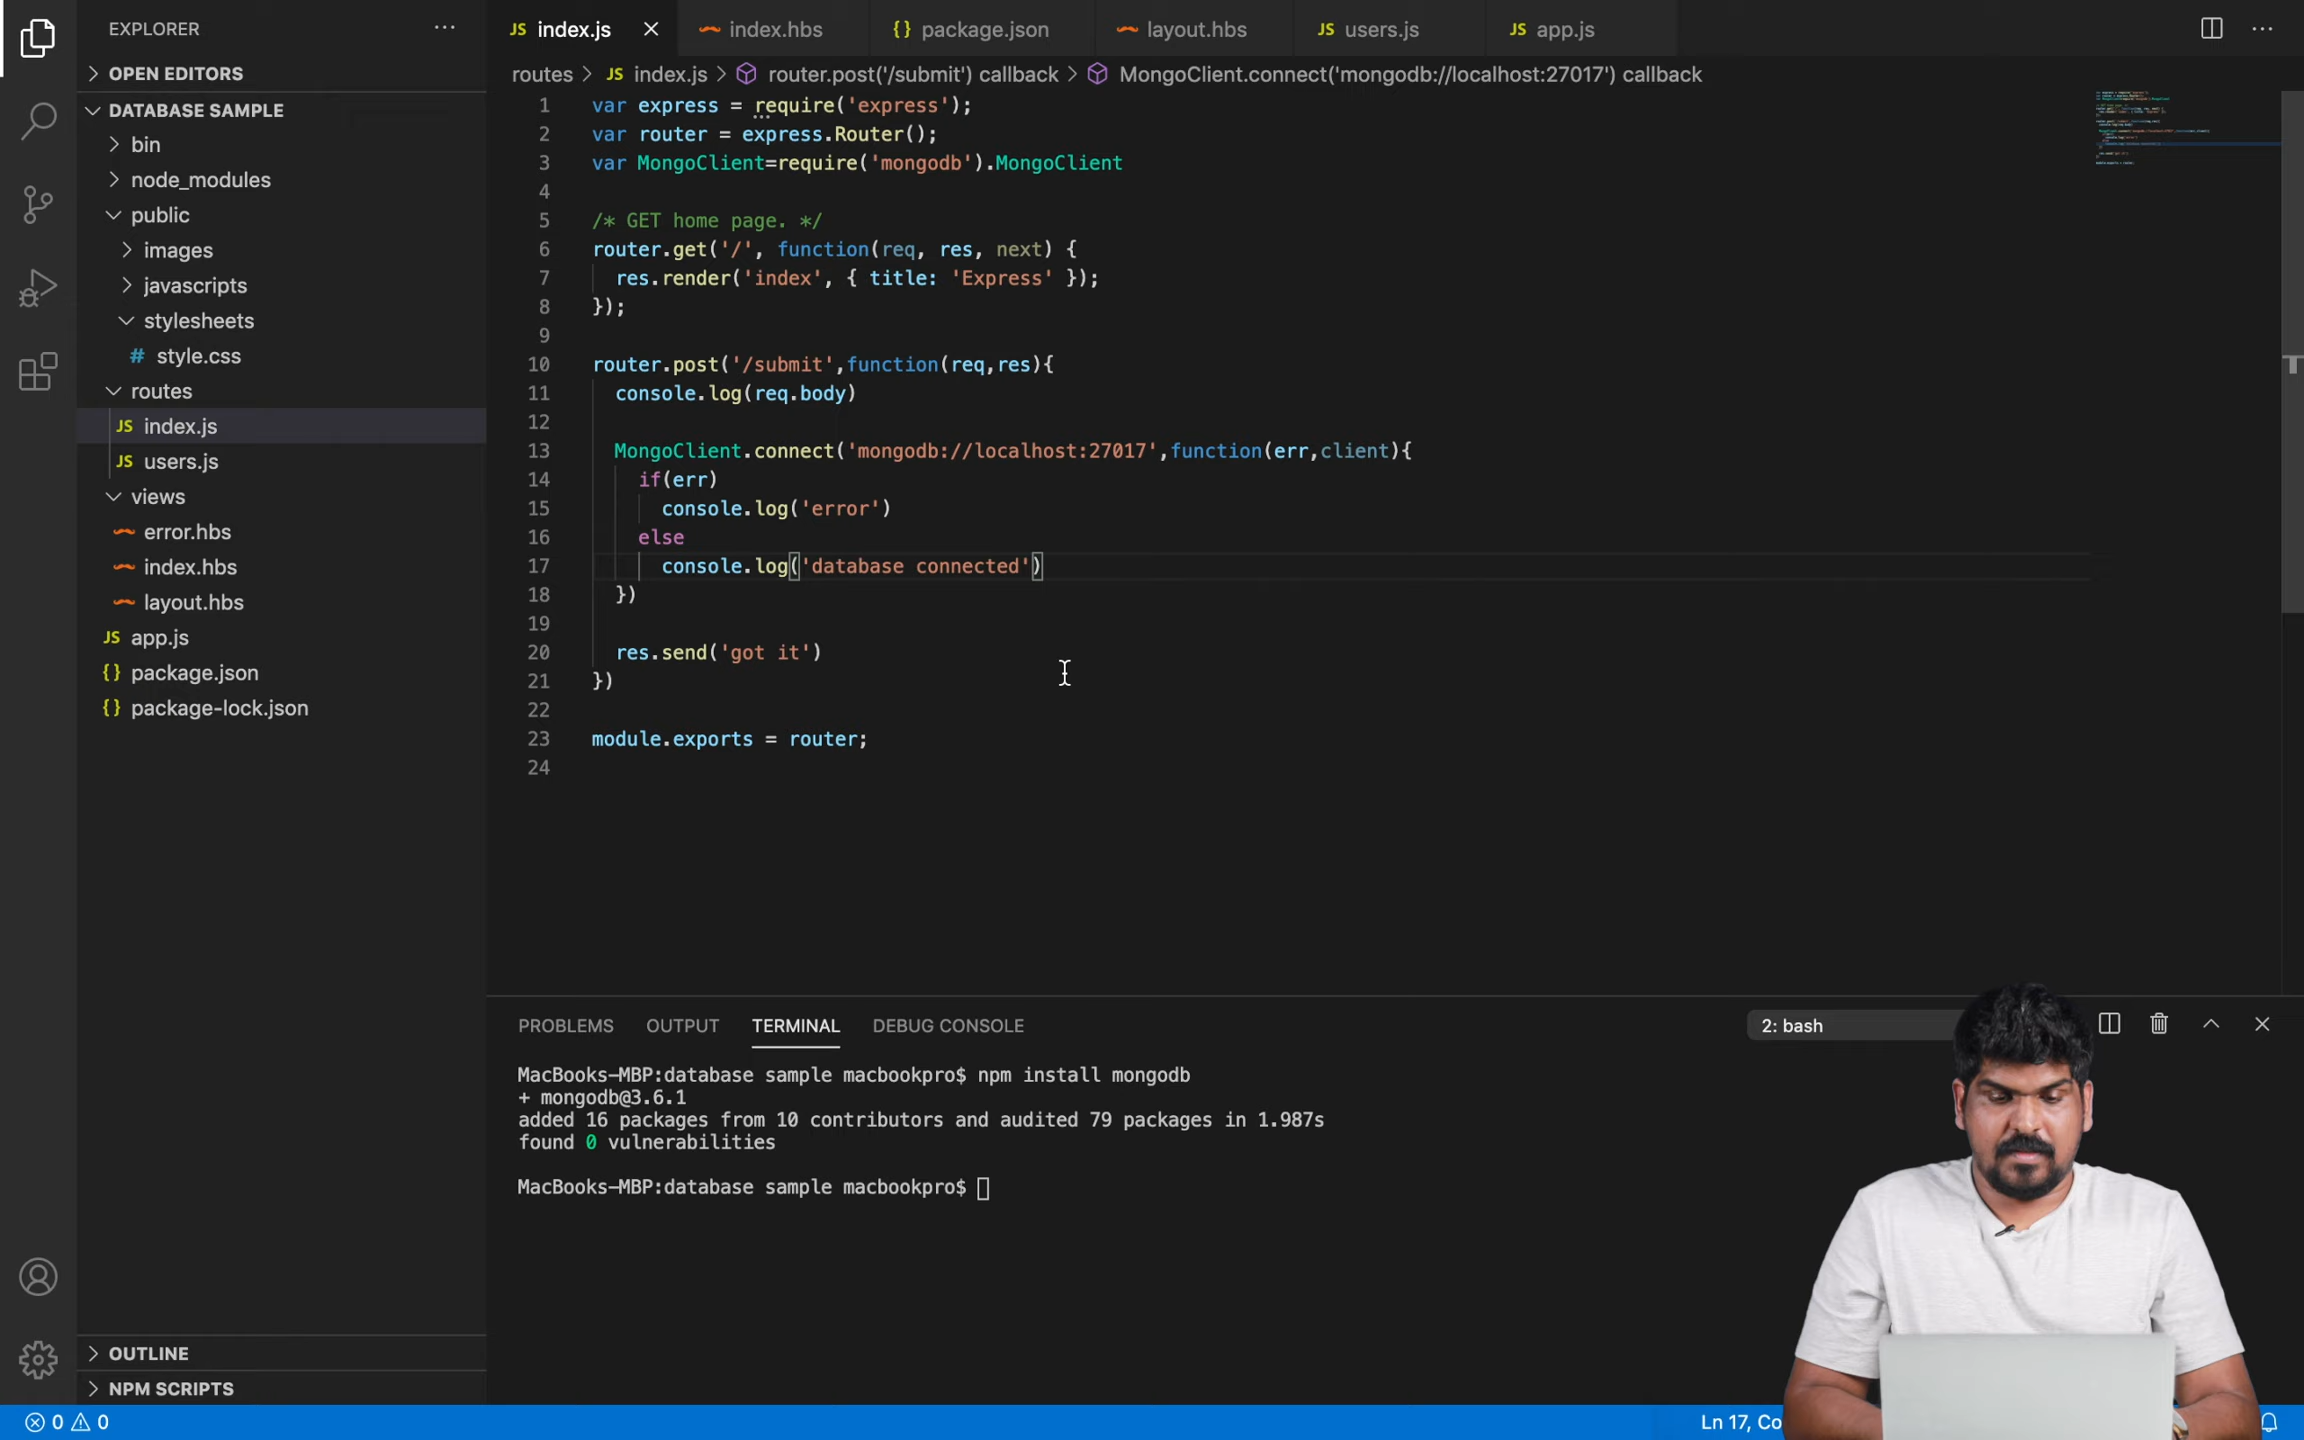 EXPLORER
OPEN EDITORS
DATABASE SAMPLE
bin
node_modules
public
images
javascripts
stylesheets
# style.css
routes
JS index.js
JS users.js
views
error.hbs
index.hbs
layout.hbs
JS app.js
{} package.json
{} package-lock.json
OUTLINE
NPM SCRIPTS
JS index.js
index.hbs
{} package.json
layout.hbs
JS users.js
JS app.js
routes > JS index.js > router.post('/submit') callback > MongoClient.connect('mongodb://localhost:27017') callback
1 var express = require('express');
2 var router = express.Router();
3 var MongoClient=require('mongodb').MongoClient
4
5 /* GET home page. */
6 router.get('/', function(req, res, next) {
7 res.render('index', { title: 'Express' });
8 });
9
10 router.post('/submit',function(req,res){
11 console.log(req.body)
12
13 MongoClient.connect('mongodb://localhost:27017',function(err,client){
14 if(err)
15 console.log('error')
16 else
17 console.log('database connected')
18 })
19
20 res.send('got it')
21 })
22
23 module.exports = router;
24
PROBLEMS OUTPUT TERMINAL DEBUG CONSOLE
2: bash
MacBooks-MBP:database sample macbookpro$ npm install mongodb
+ mongodb@3.6.1
added 16 packages from 10 contributors and audited 79 packages in 1.987s
found 0 vulnerabilities
MacBooks-MBP:database sample macbookpro$
0 0
Ln 17, Co